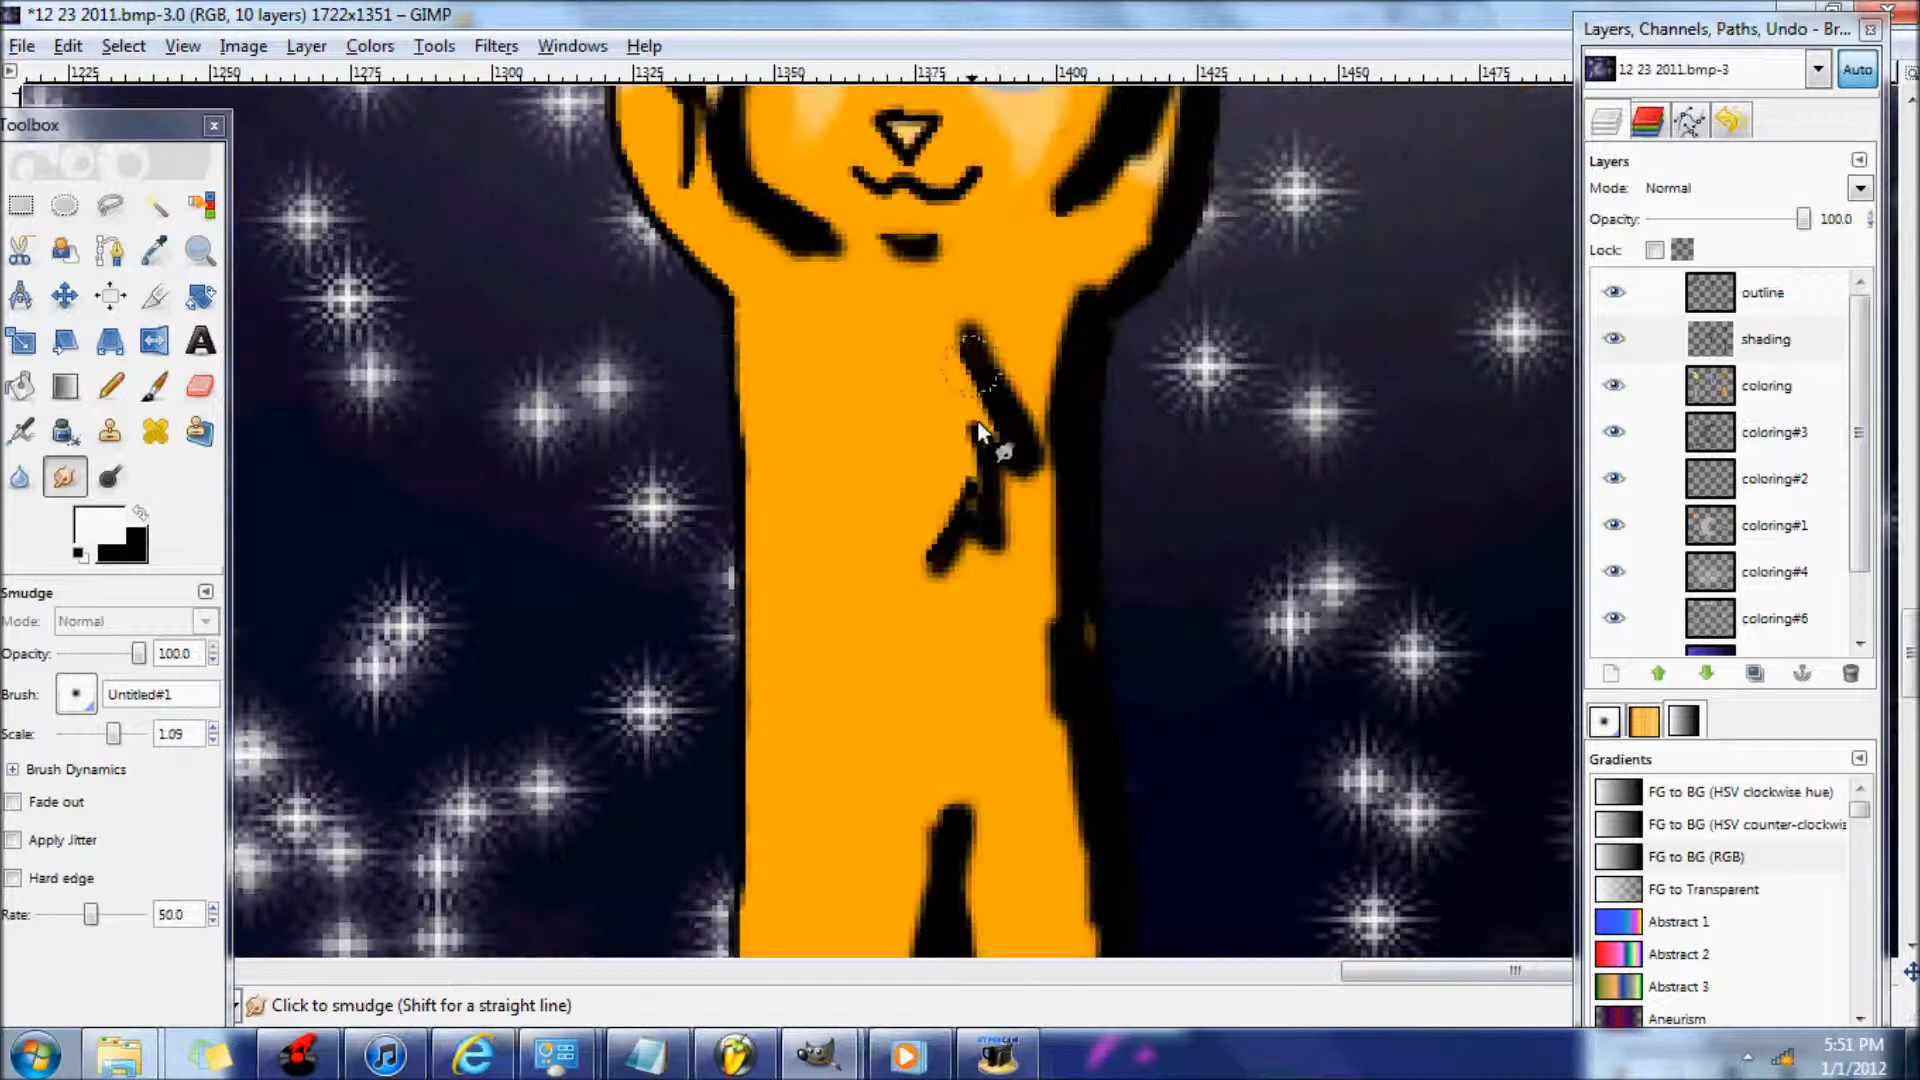 *12 23 2011.bmp-3.0 (RGB, 10 layers) 1722x1351 – GIMP
File Edit Select View Image Layer Colors Tools Filters Windows Help
1225 1250 1275 1300 1325 1350 1375 1400 1425 1450 1475
Toolbox
Smudge
Mode: Normal
Opacity: 100.0
Brush: Untitled#1
Scale: 1.09
Brush Dynamics
Fade out
Apply Jitter
Hard edge
Rate: 50.0
Click to smudge (Shift for a straight line)
Layers, Channels, Paths, Undo - Br...
12 23 2011.bmp-3
Auto
Layers
Mode: Normal
Opacity: 100.0
Lock:
outline
shading
coloring
coloring#3
coloring#2
coloring#1
coloring#4
coloring#6
Gradients
FG to BG (HSV clockwise hue)
FG to BG (HSV counter-clockwis
FG to BG (RGB)
FG to Transparent
Abstract 1
Abstract 2
Abstract 3
Aneurism
HYPERCAM
5:51 PM
1/1/2012